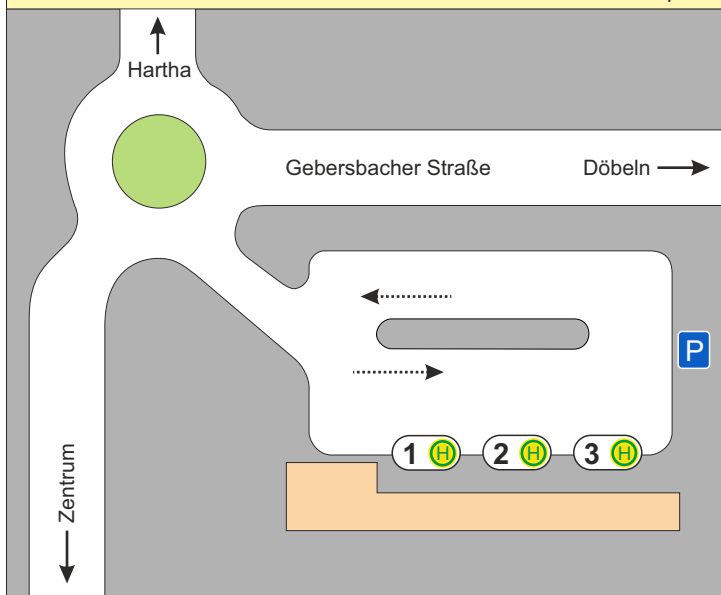 Hartha
Gebersbacher Straße
Döbeln
P
1 H
2 H
3 H
Zentrum